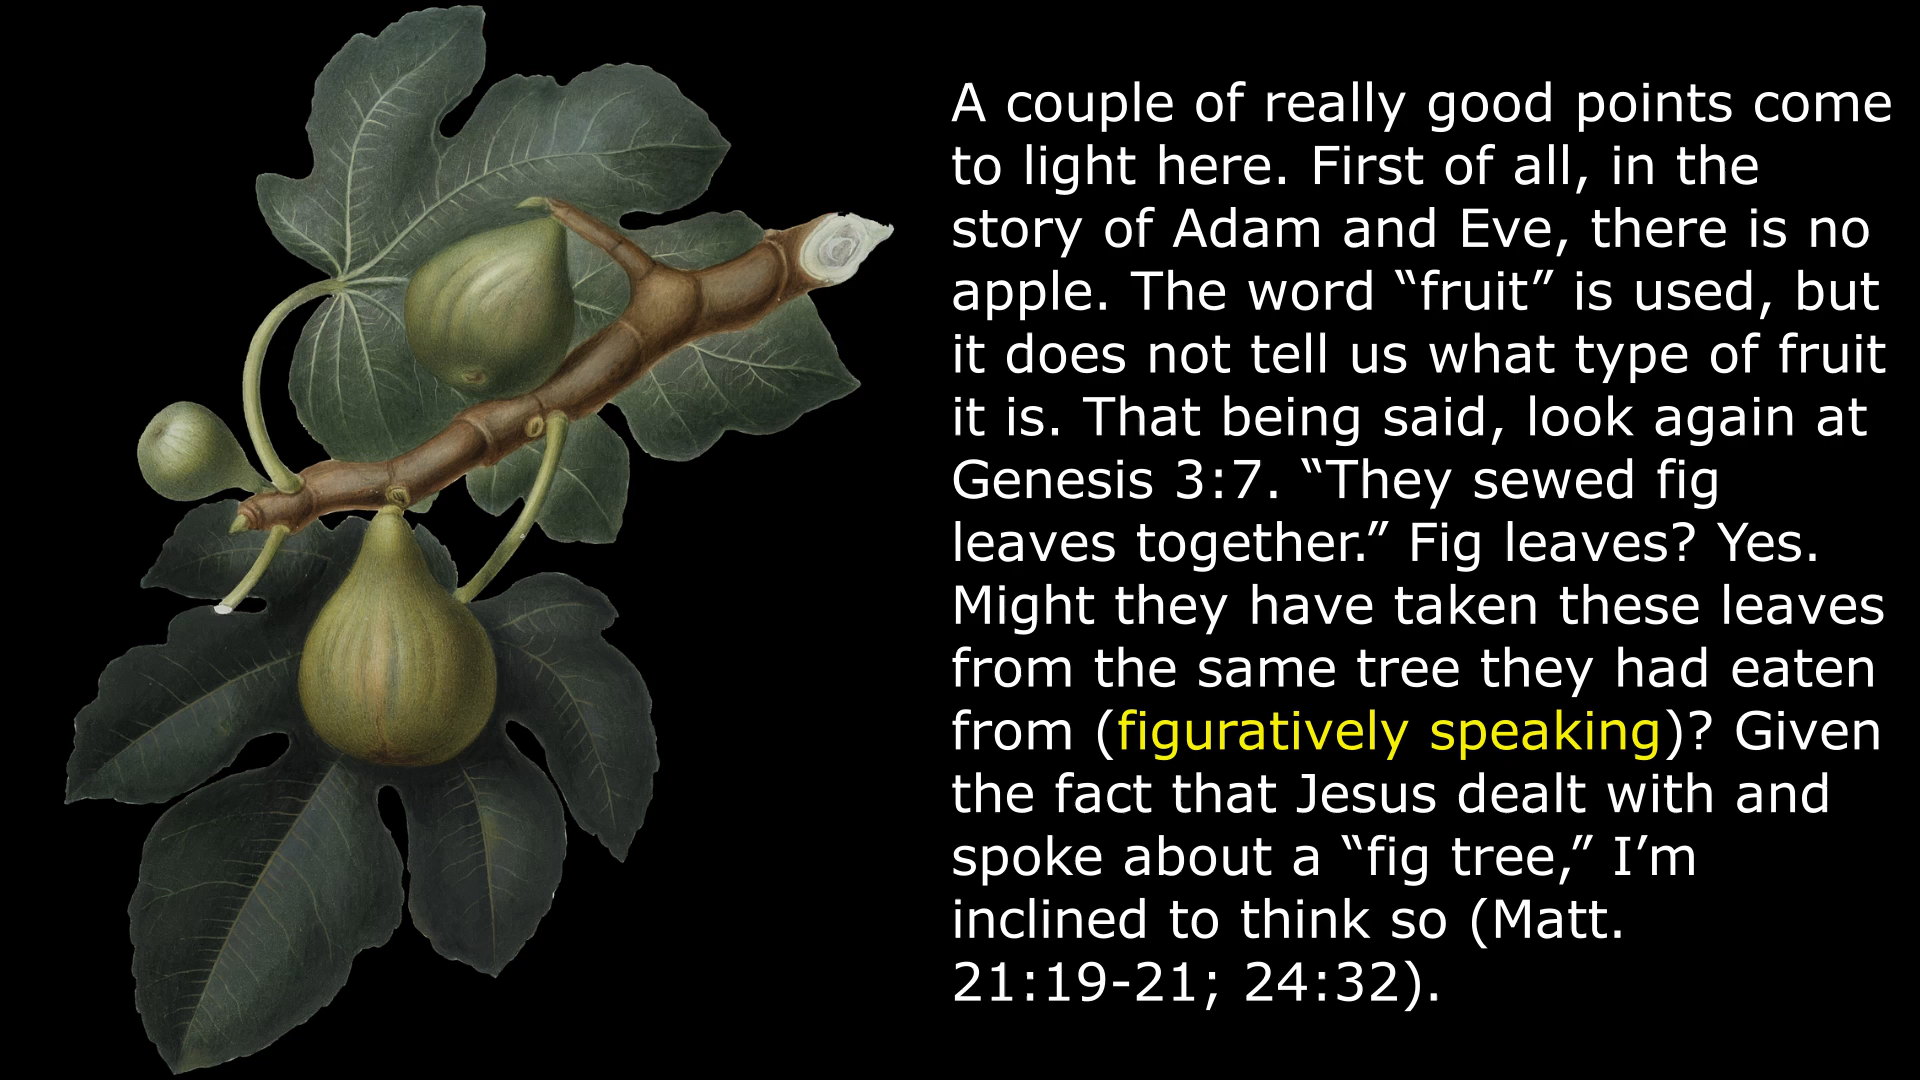 A couple of really good points come
to light here. First of all, in the
story of Adam and Eve, there is no
apple. The word “fruit” is used, but
it does not tell us what type of fruit
it is. That being said, look again at
Genesis 3:7. “They sewed fig
leaves together.” Fig leaves? Yes.
Might they have taken these leaves
from the same tree they had eaten
from (figuratively speaking)? Given
the fact that Jesus dealt with and
spoke about a “fig tree,” I’m
inclined to think so (Matt.
21:19-21; 24:32).